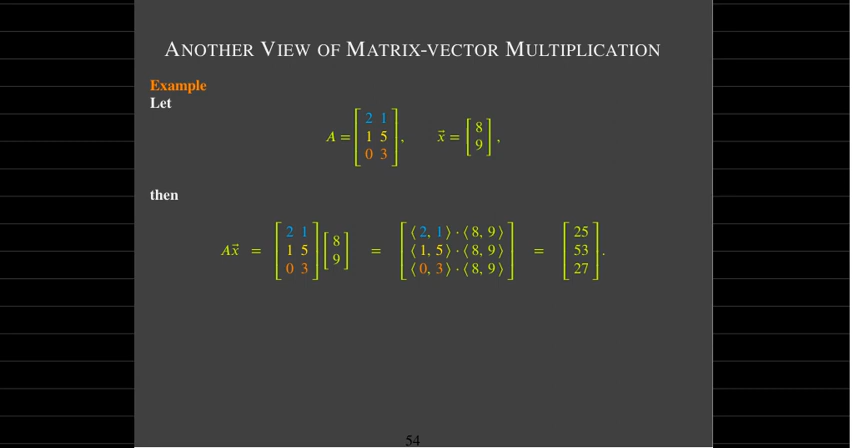 ANOTHER VIEW OF MATRIX-VECTOR MULTIPLICATION
Example
Let
A = [ 2 1 ; 1 5 ; 0 3 ], x⃗ = [ 8 ; 9 ],
then
Ax⃗ = [ 2 1 ; 1 5 ; 0 3 ] [ 8 ; 9 ] = [ ⟨2, 1⟩ · ⟨8, 9⟩ ; ⟨1, 5⟩ · ⟨8, 9⟩ ; ⟨0, 3⟩ · ⟨8, 9⟩ ] = [ 25 ; 53 ; 27 ].
54